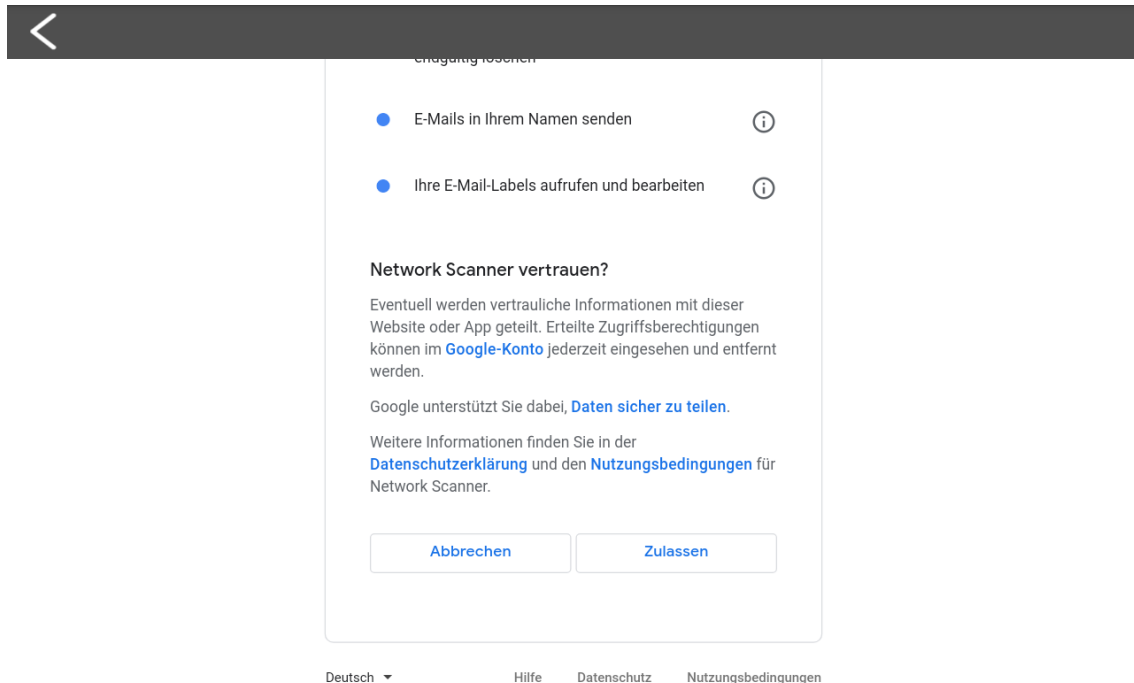 endgültig löschen
E-Mails in Ihrem Namen senden
Ihre E-Mail-Labels aufrufen und bearbeiten
Network Scanner vertrauen?
Eventuell werden vertrauliche Informationen mit dieser
Website oder App geteilt. Erteilte Zugriffsberechtigungen
können im Google-Konto jederzeit eingesehen und entfernt
werden.
Google unterstützt Sie dabei, Daten sicher zu teilen.
Weitere Informationen finden Sie in der
Datenschutzerklärung und den Nutzungsbedingungen für
Network Scanner.
Abbrechen Zulassen
Deutsch Hilfe Datenschutz Nutzungsbedingungen